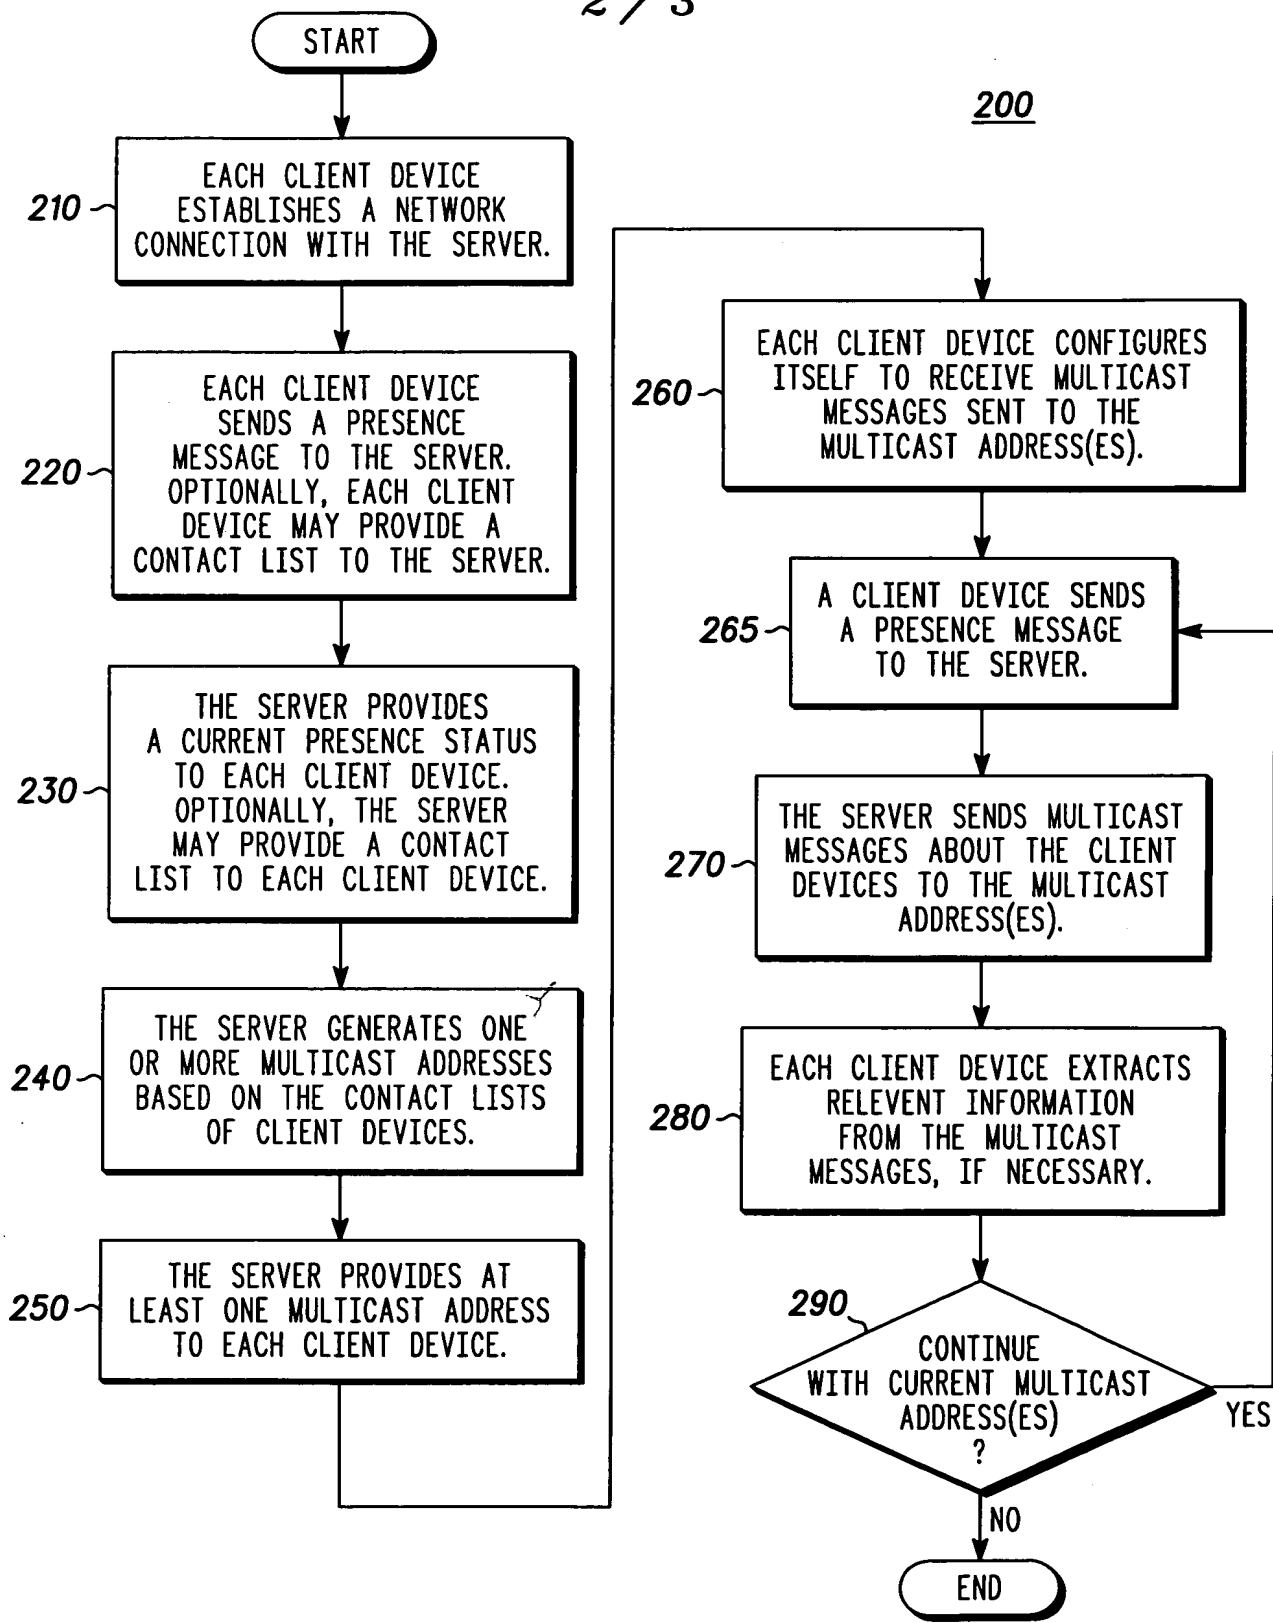 2/3
START
200
210
EACH CLIENT DEVICE
ESTABLISHES A NETWORK
CONNECTION WITH THE SERVER.
220
EACH CLIENT DEVICE
SENDS A PRESENCE
MESSAGE TO THE SERVER.
OPTIONALLY, EACH CLIENT
DEVICE MAY PROVIDE A
CONTACT LIST TO THE SERVER.
230
THE SERVER PROVIDES
A CURRENT PRESENCE STATUS
TO EACH CLIENT DEVICE.
OPTIONALLY, THE SERVER
MAY PROVIDE A CONTACT
LIST TO EACH CLIENT DEVICE.
240
THE SERVER GENERATES ONE
OR MORE MULTICAST ADDRESSES
BASED ON THE CONTACT LISTS
OF CLIENT DEVICES.
250
THE SERVER PROVIDES AT
LEAST ONE MULTICAST ADDRESS
TO EACH CLIENT DEVICE.
260
EACH CLIENT DEVICE CONFIGURES
ITSELF TO RECEIVE MULTICAST
MESSAGES SENT TO THE
MULTICAST ADDRESS(ES).
265
A CLIENT DEVICE SENDS
A PRESENCE MESSAGE
TO THE SERVER.
270
THE SERVER SENDS MULTICAST
MESSAGES ABOUT THE CLIENT
DEVICES TO THE MULTICAST
ADDRESS(ES).
280
EACH CLIENT DEVICE EXTRACTS
RELEVENT INFORMATION
FROM THE MULTICAST
MESSAGES, IF NECESSARY.
290
CONTINUE
WITH CURRENT MULTICAST
ADDRESS(ES)
?
YES
NO
END